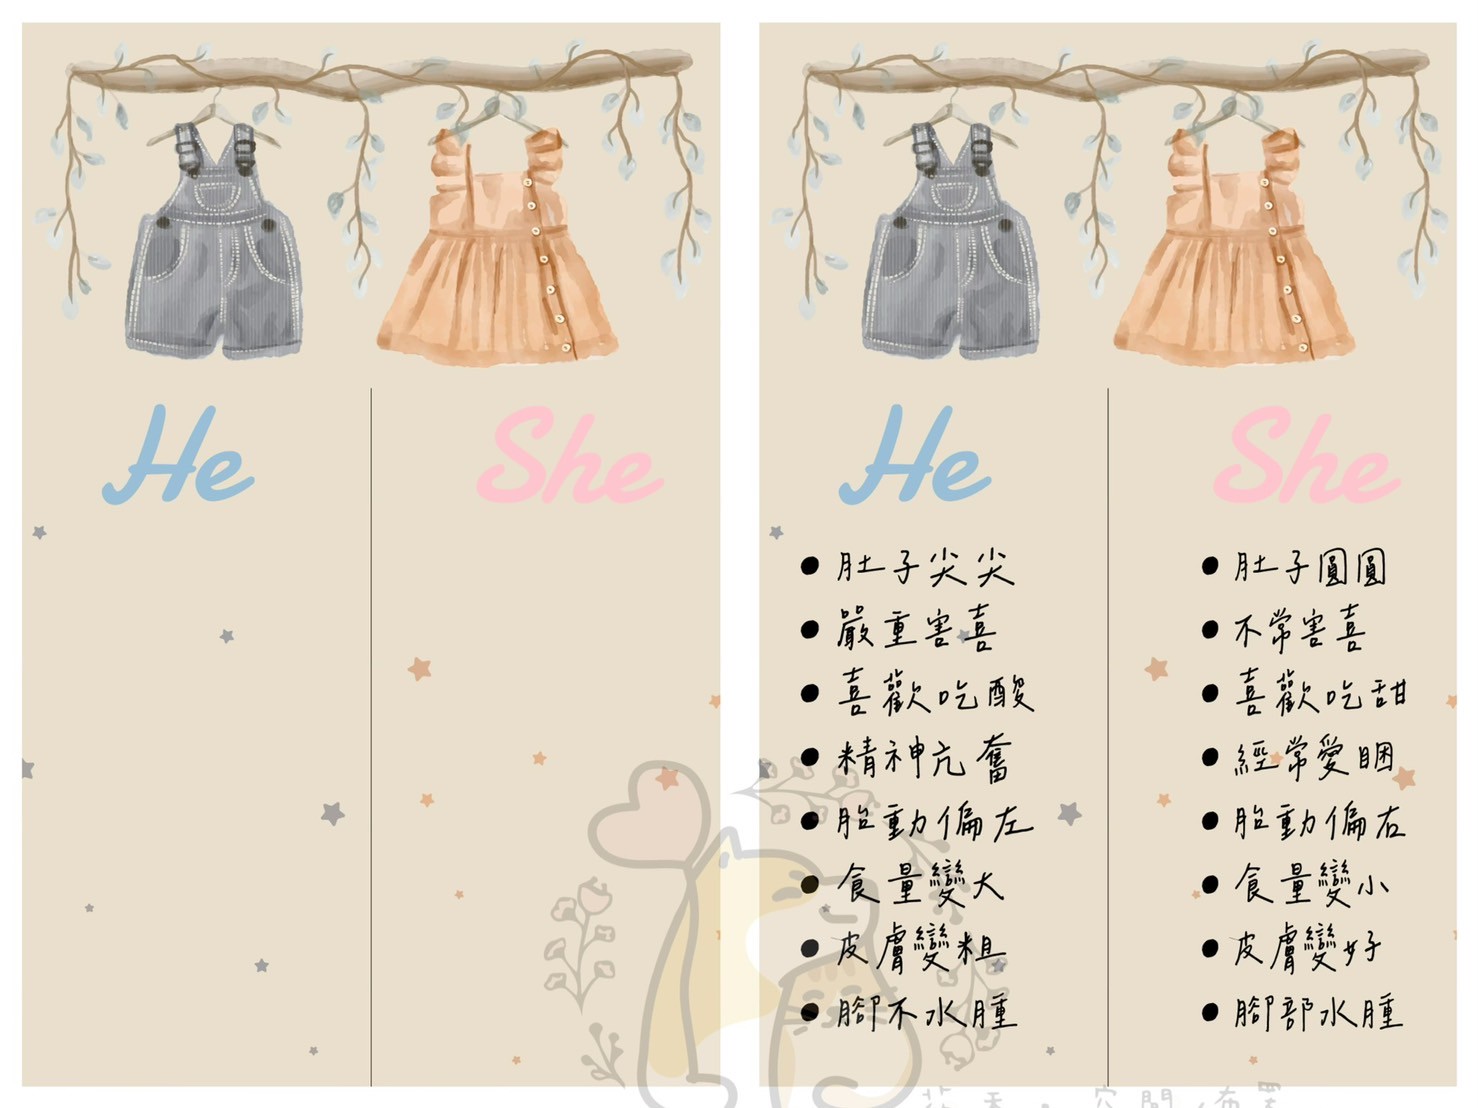 He
She
He
She
● 肚子尖尖
● 嚴重害喜
● 喜歡吃酸
● 精神亢奮
● 胎動偏左
● 食量變大
● 皮膚變粗
● 腳不水腫
● 肚子圓圓
● 不常害喜
● 喜歡吃甜
● 經常愛睏
● 胎動偏右
● 食量變小
● 皮膚變好
● 腳部水腫